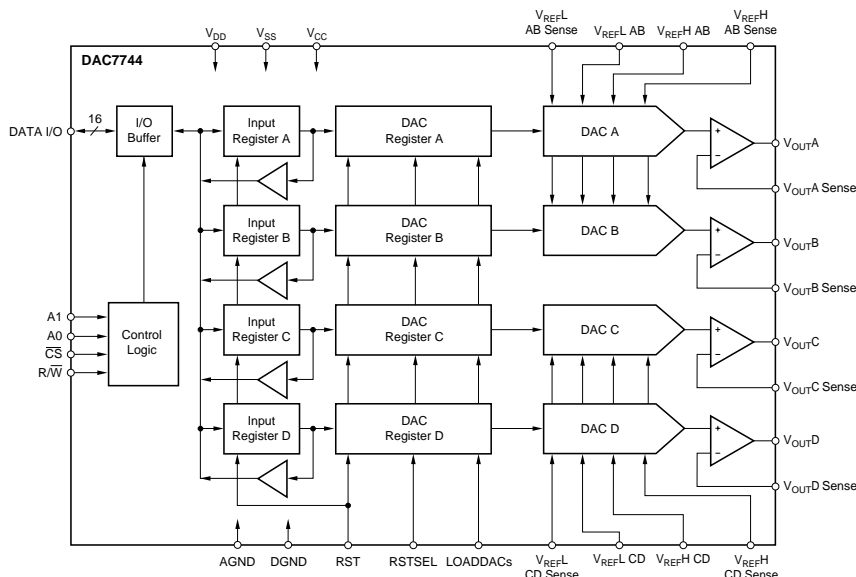 VDD VSS VCC VREFL AB Sense VREFL AB VREFH AB VREFH AB Sense
DAC7744
DATA I/O
16
I/O Buffer
Input Register A
DAC Register A
DAC A
+
−
VOUTA
VOUTA Sense
Input Register B
DAC Register B
DAC B
+
−
VOUTB
VOUTB Sense
A1
A0
CS
R/W
Control Logic
Input Register C
DAC Register C
DAC C
+
−
VOUTC
VOUTC Sense
Input Register D
DAC Register D
DAC D
+
−
VOUTD
VOUTD Sense
AGND DGND RST RSTSEL LOADDACs VREFL CD Sense VREFL CD VREFH CD VREFH CD Sense